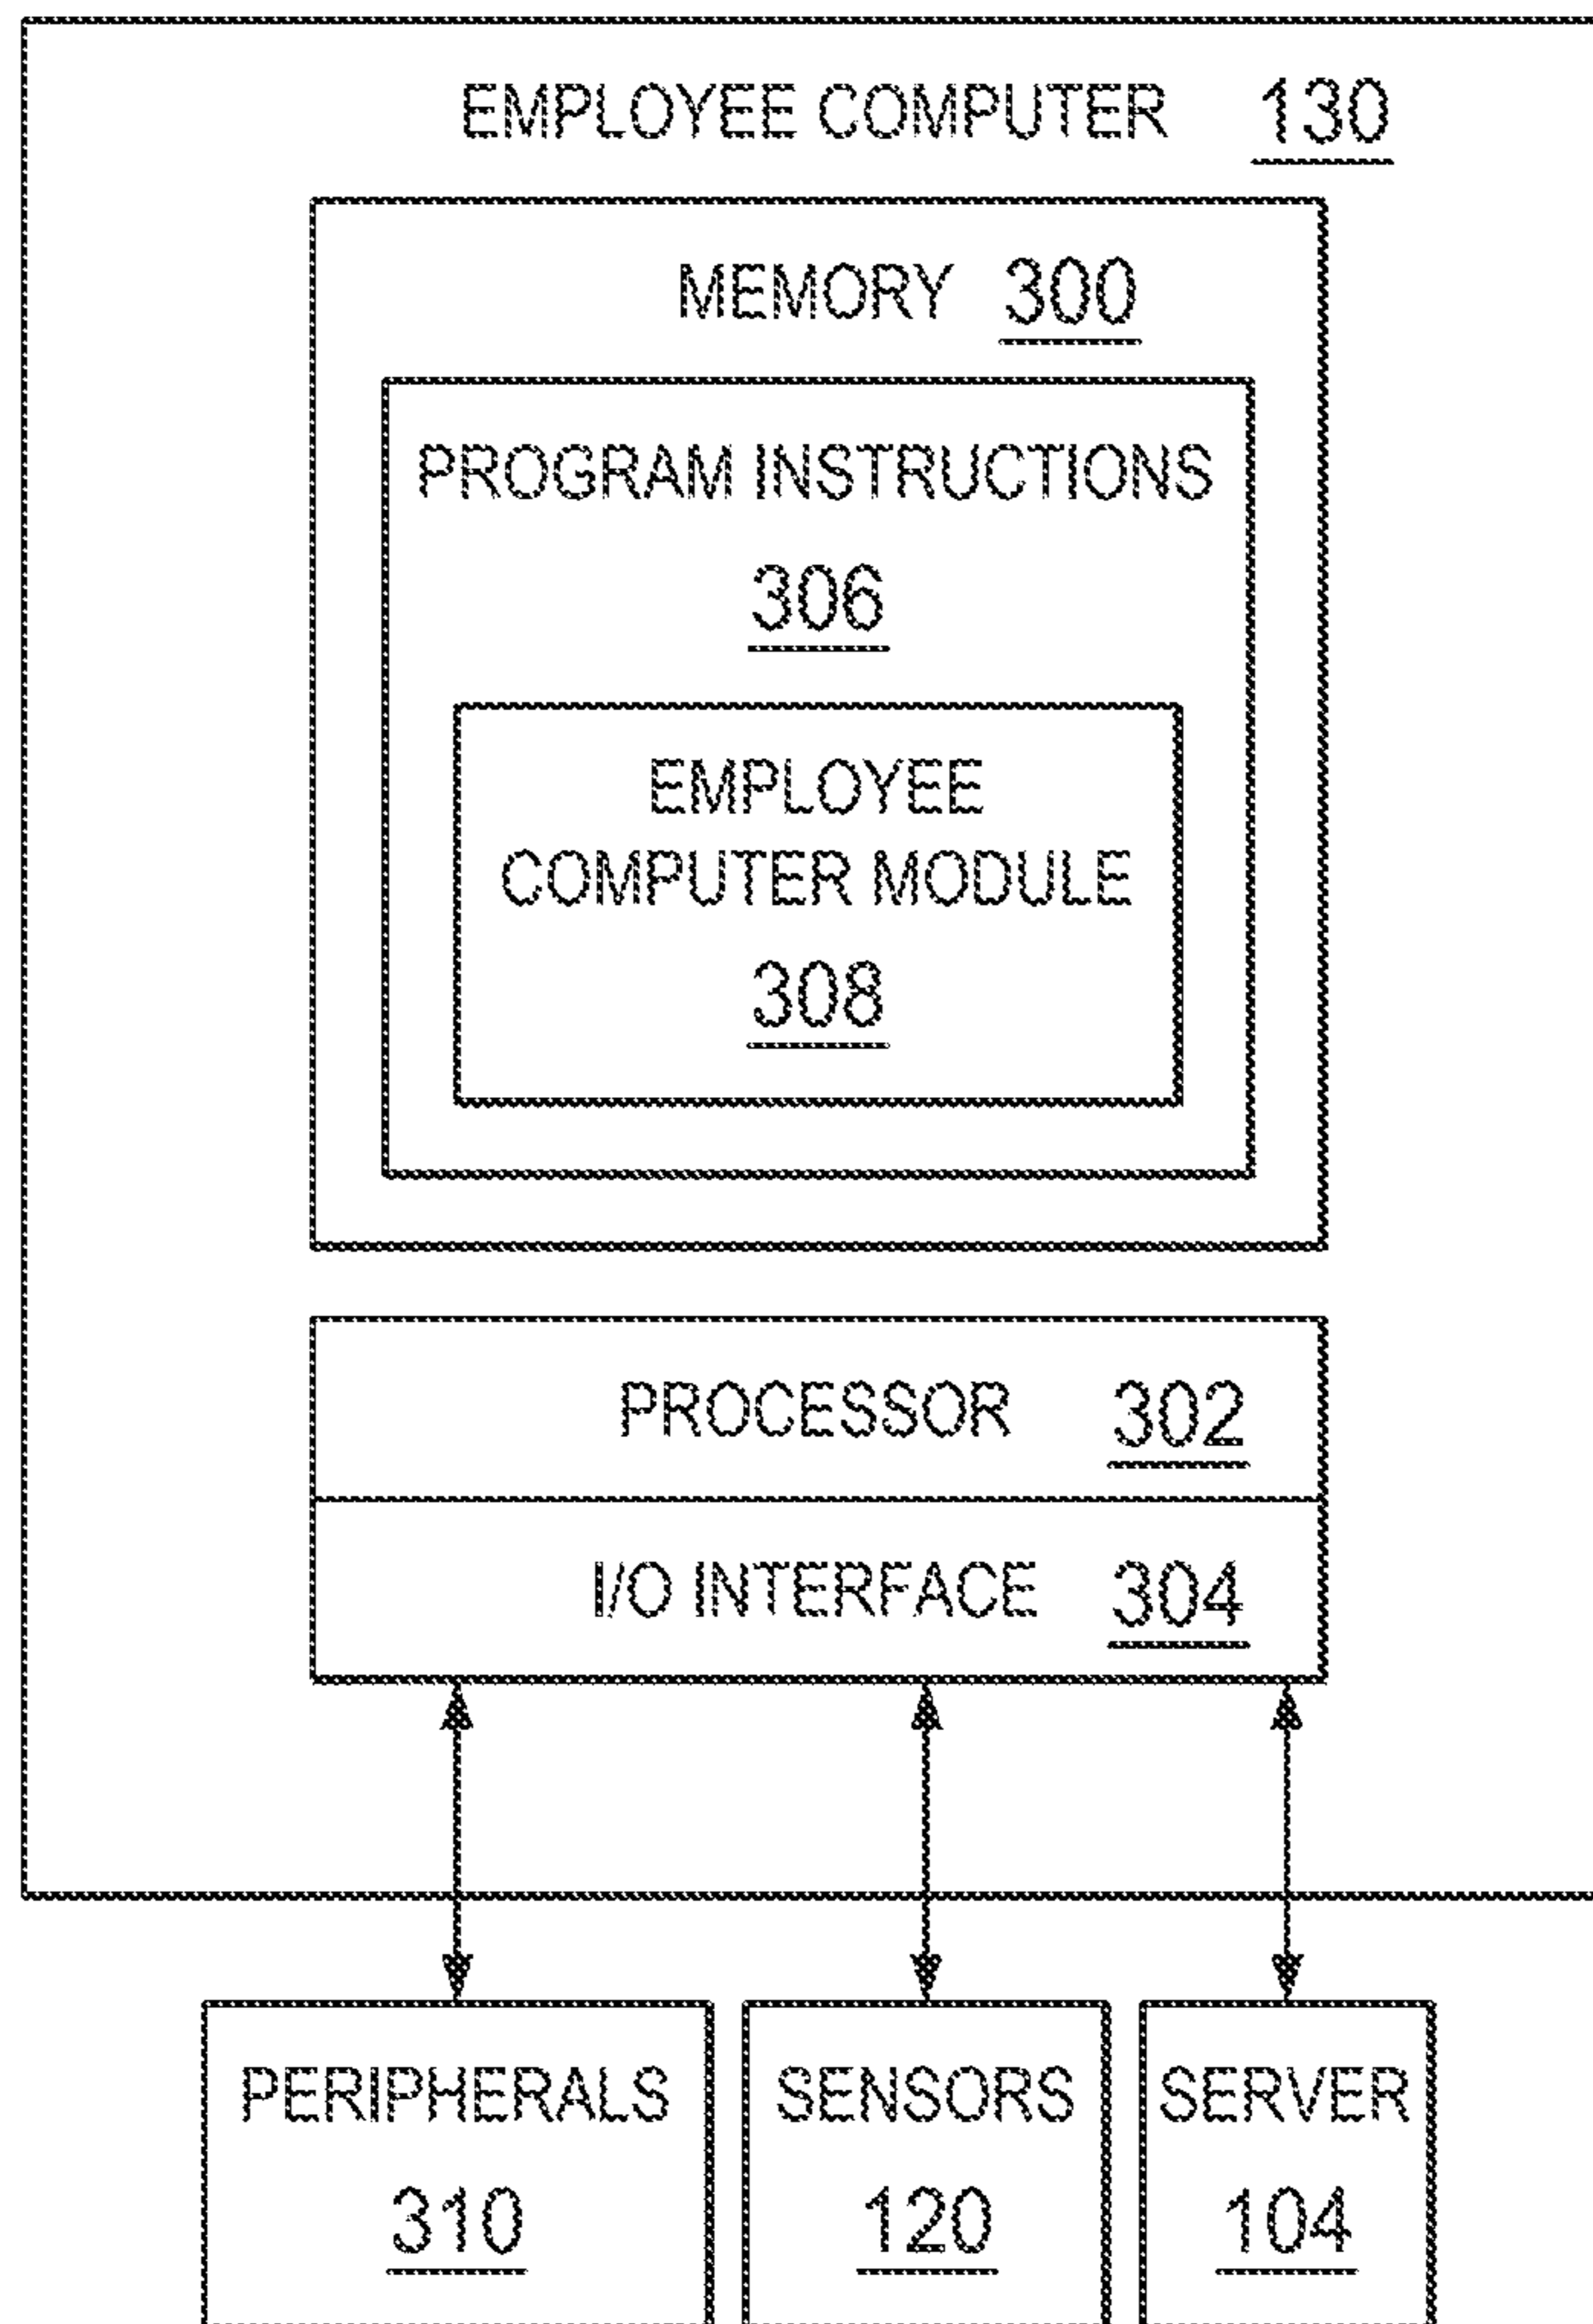 EMPLOYEE COMPUTER 130
MEMORY 300
PROGRAM INSTRUCTIONS
306
EMPLOYEE
COMPUTER MODULE
308
PROCESSOR 302
I/O INTERFACE 304
PERIPHERALS
310
SENSORS
120
SERVER
104